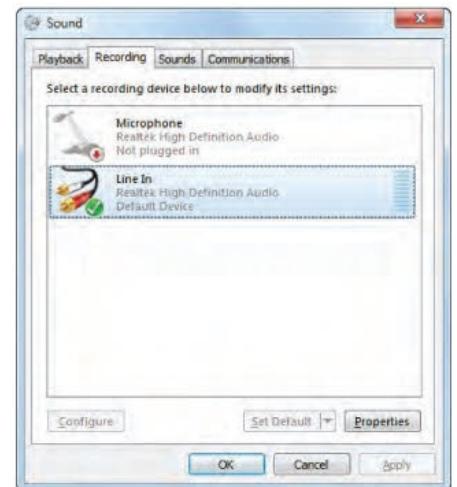 Sound
Playback Recording Sounds Communications
Select a recording device below to modify its settings:
Microphone
Realtek High Definition Audio
Not plugged in
Line In
Realtek High Definition Audio
Default Device
Configure Set Default Properties
OK Cancel Apply